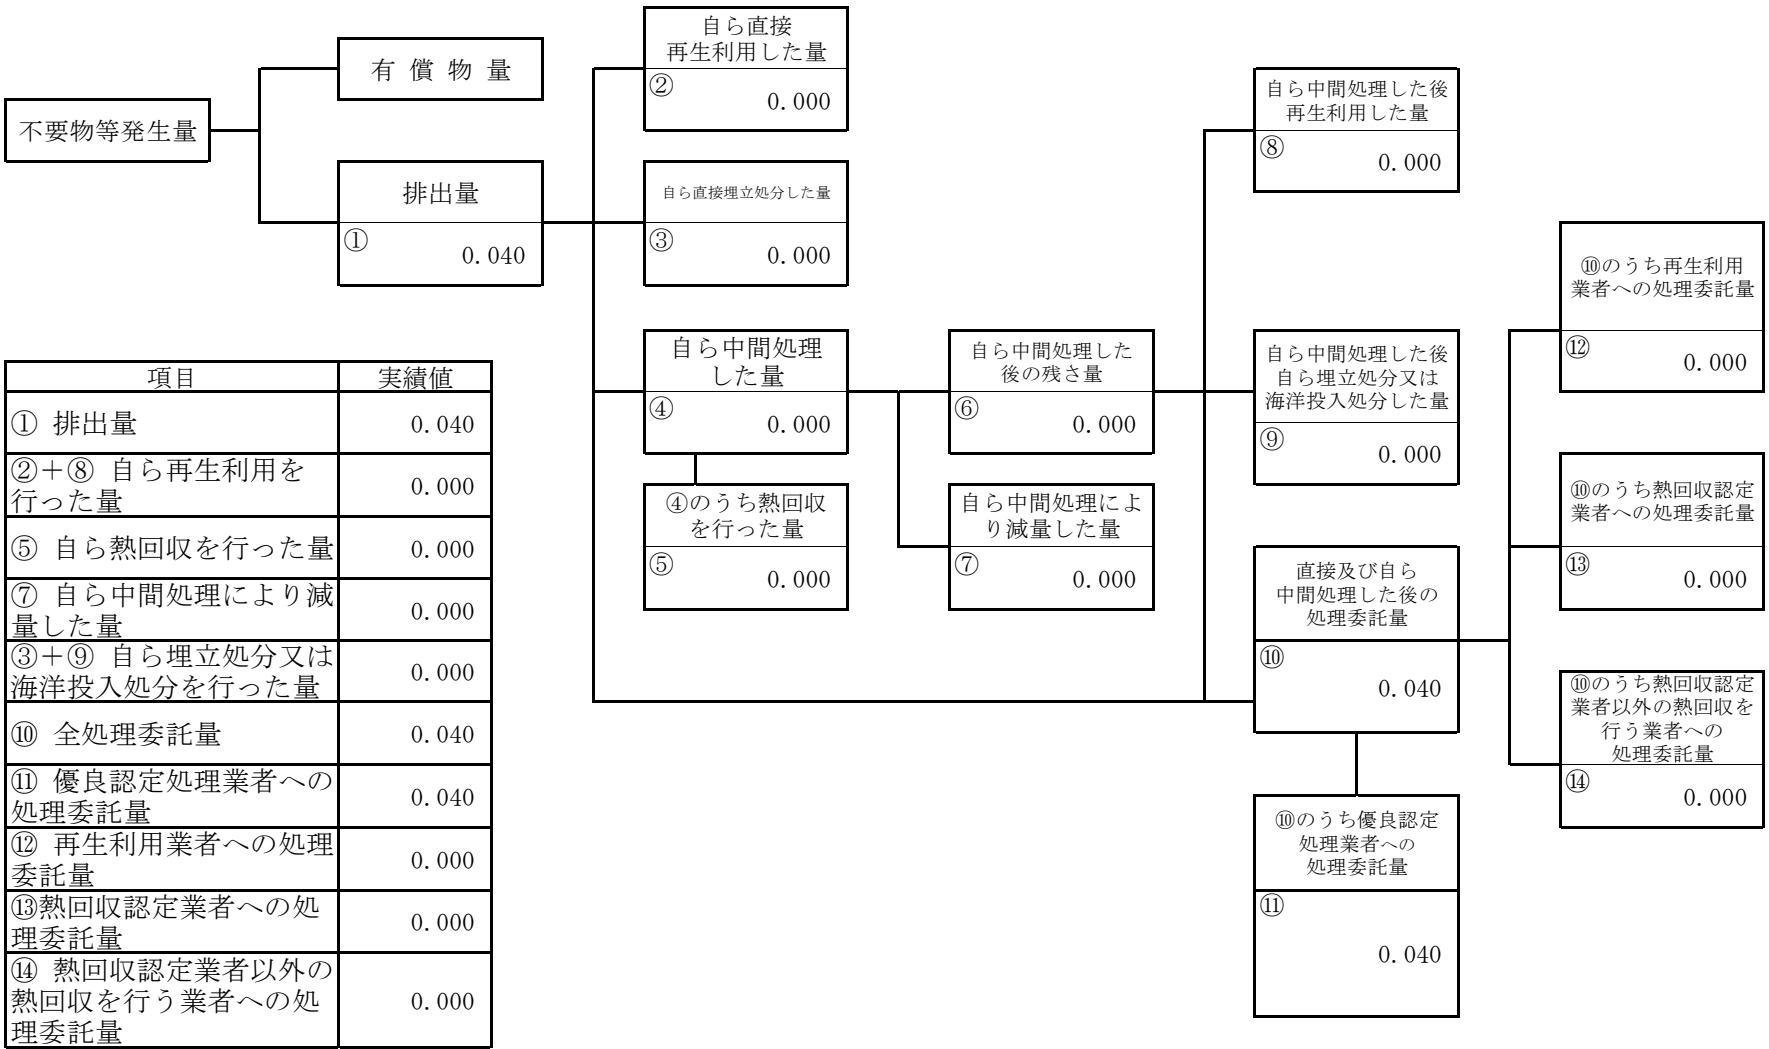 不要物等発生量
有 償 物 量
排出量
①
0.040
自ら直接
再生利用した量
②
0.000
自ら直接埋立処分した量
③
0.000
自ら中間処理
した量
④
0.000
④のうち熱回収
を行った量
⑤
0.000
自ら中間処理した
後の残さ量
⑥
0.000
自ら中間処理によ
り減量した量
⑦
0.000
自ら中間処理した後
再生利用した量
⑧
0.000
自ら中間処理した後
自ら埋立処分又は
海洋投入処分した量
⑨
0.000
直接及び自ら
中間処理した後の
処理委託量
⑩
0.040
⑩のうち優良認定
処理業者への
処理委託量
⑪
0.040
⑩のうち再生利用
業者への処理委託量
⑫
0.000
⑩のうち熱回収認定
業者への処理委託量
⑬
0.000
⑩のうち熱回収認定
業者以外の熱回収を
行う業者への
処理委託量
⑭
0.000
項目 実績値
① 排出量 0.040
②＋⑧ 自ら再生利用を
行った量 0.000
⑤ 自ら熱回収を行った量 0.000
⑦ 自ら中間処理により減
量した量 0.000
③＋⑨ 自ら埋立処分又は
海洋投入処分を行った量 0.000
⑩ 全処理委託量 0.040
⑪ 優良認定処理業者への
処理委託量 0.040
⑫ 再生利用業者への処理
委託量 0.000
⑬熱回収認定業者への処
理委託量 0.000
⑭ 熱回収認定業者以外の
熱回収を行う業者への処
理委託量 0.000